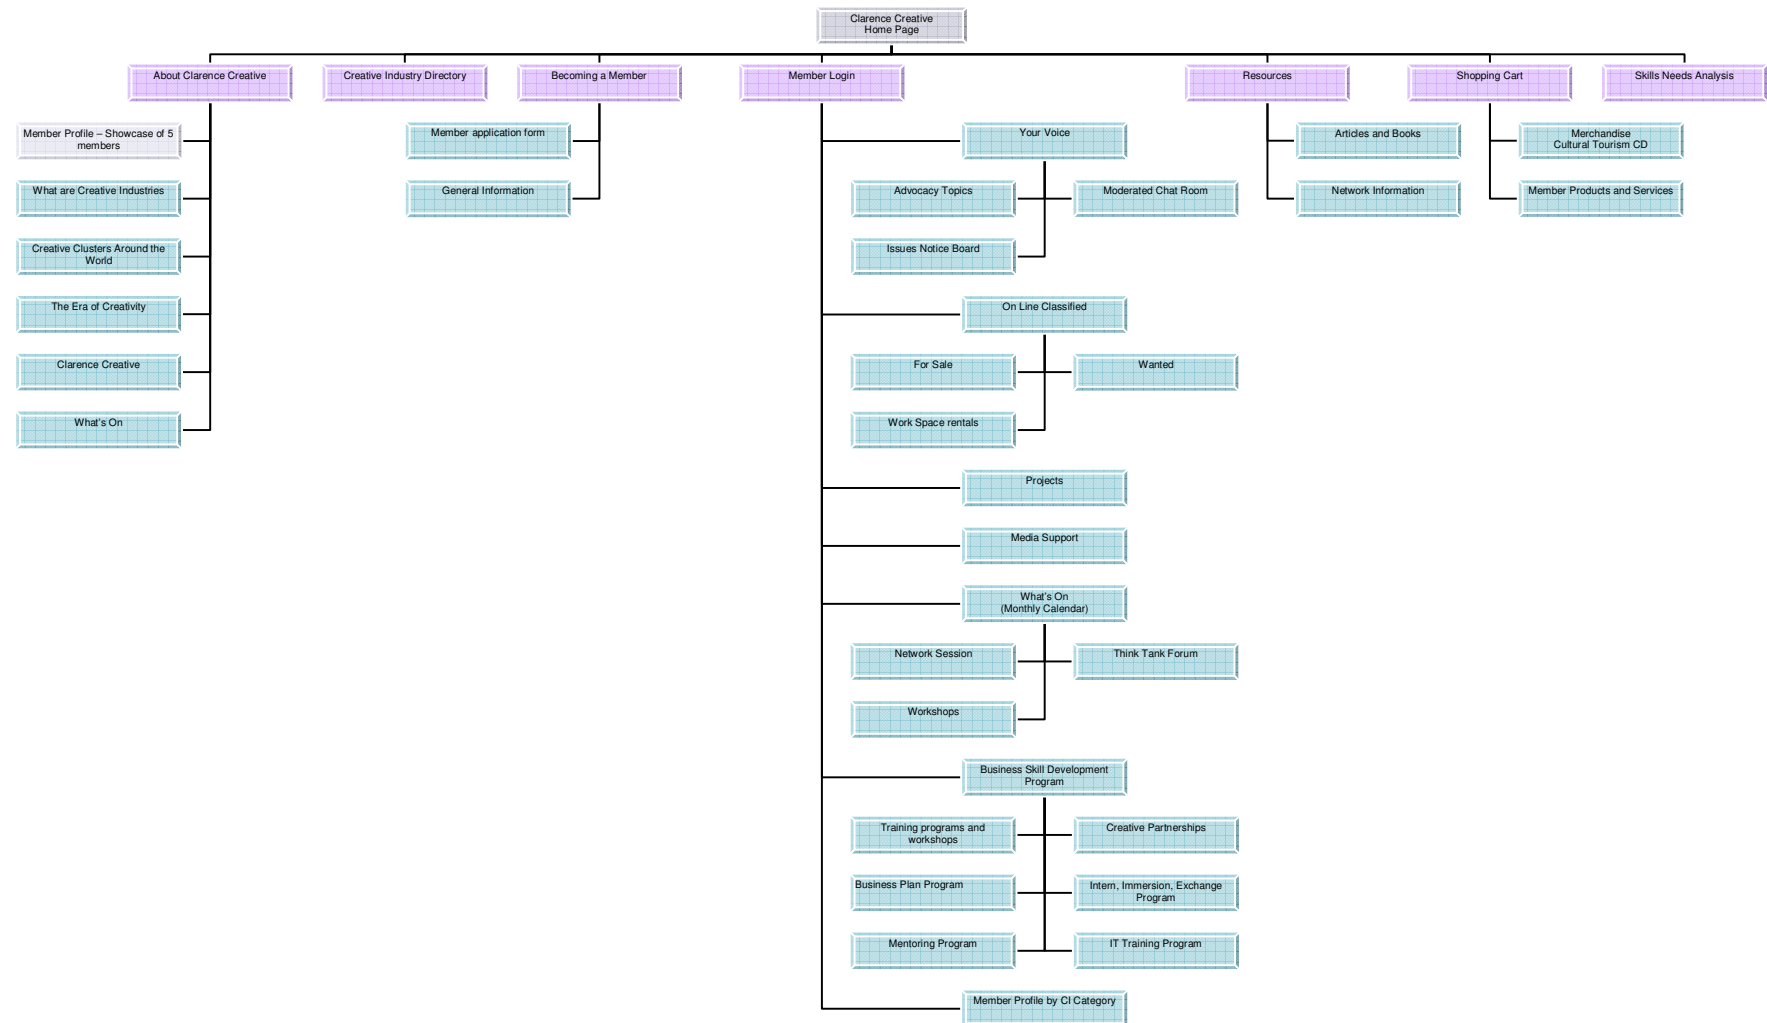 Clarence Creative
Home Page
About Clarence Creative
Creative Industry Directory
Becoming a Member
Member Login
Resources
Shopping Cart
Skills Needs Analysis
Member Profile – Showcase of 5
members
What are Creative Industries
Creative Clusters Around the
World
The Era of Creativity
Clarence Creative
What's On
Member application form
General Information
Your Voice
Advocacy Topics
Moderated Chat Room
Issues Notice Board
On Line Classified
For Sale
Wanted
Work Space rentals
Projects
Media Support
What's On
(Monthly Calendar)
Network Session
Think Tank Forum
Workshops
Business Skill Development
Program
Training programs and
workshops
Creative Partnerships
Business Plan Program
Intern, Immersion, Exchange
Program
Mentoring Program
IT Training Program
Member Profile by CI Category
Articles and Books
Network Information
Merchandise
Cultural Tourism CD
Member Products and Services